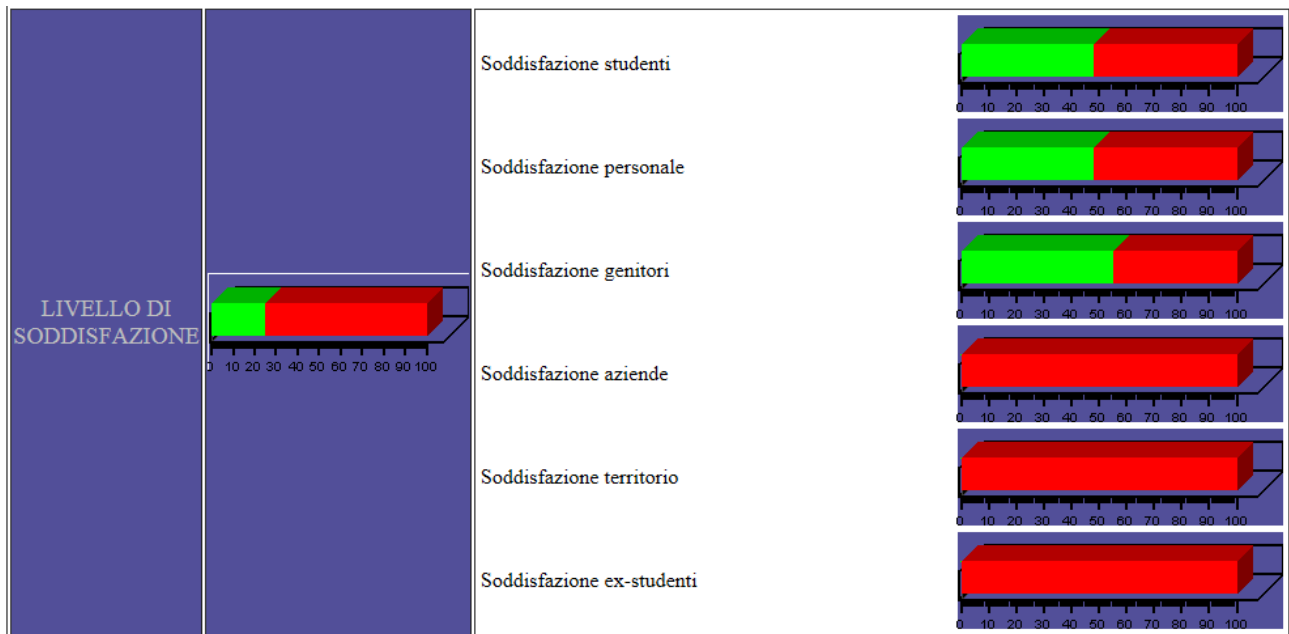 LIVELLO DI
SODDISFAZIONE
0 10 20 30 40 50 60 70 80 90 100
Soddisfazione studenti
0 10 20 30 40 50 60 70 80 90 100
Soddisfazione personale
0 10 20 30 40 50 60 70 80 90 100
Soddisfazione genitori
0 10 20 30 40 50 60 70 80 90 100
Soddisfazione aziende
0 10 20 30 40 50 60 70 80 90 100
Soddisfazione territorio
0 10 20 30 40 50 60 70 80 90 100
Soddisfazione ex-studenti
0 10 20 30 40 50 60 70 80 90 100